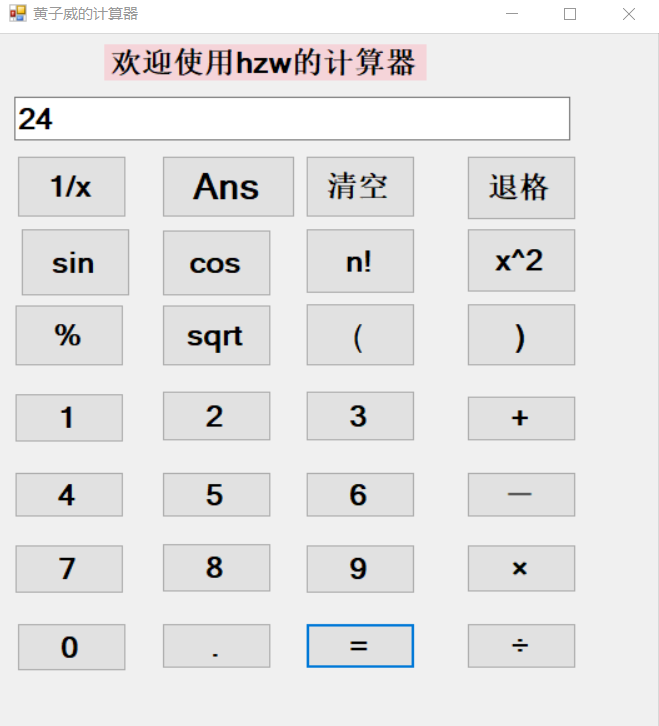 黄子威的计算器
欢迎使用hzw的计算器
24
1/x Ans 清空 退格
sin cos n! x^2
% sqrt ( )
1 2 3 +
4 5 6 —
7 8 9 ×
0 . = ÷